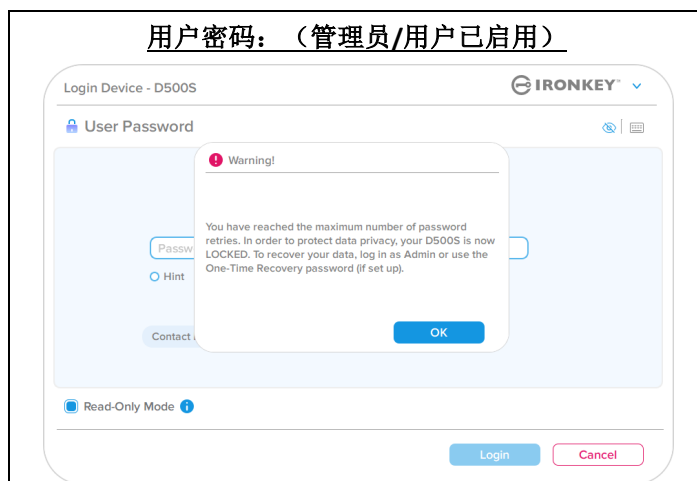 用户密码：（管理员/用户已启用）
Login Device - D500S
IRONKEY
User Password
Warning!
You have reached the maximum number of password
retries. In order to protect data privacy, your D500S is now
LOCKED. To recover your data, log in as Admin or use the
One-Time Recovery password (if set up).
Passw
Hint
OK
Contact
Read-Only Mode
Login
Cancel